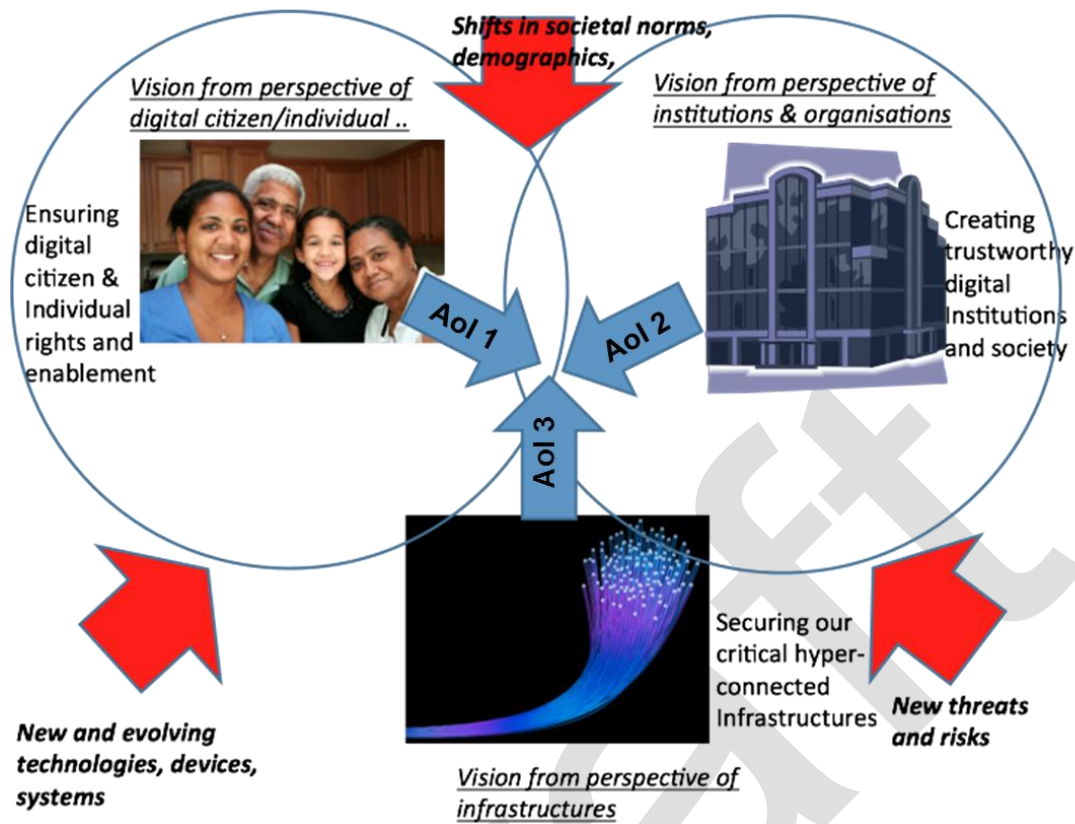 Shifts in societal norms,
demographics,
Vision from perspective of
digital citizen/individual ..
Vision from perspective of
institutions & organisations
Ensuring
digital
citizen &
Individual
rights and
enablement
Creating
trustworthy
digital
Institutions
and society
AoI 1
AoI 2
AoI 3
Securing our
critical hyper-
connected
Infrastructures
New and evolving
technologies, devices,
systems
New threats
and risks
Vision from perspective of
infrastructures